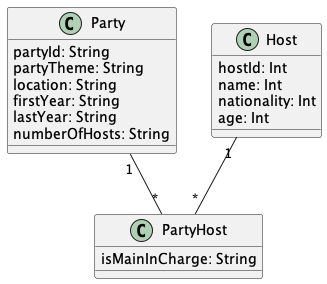 C Party
partyId: String
partyTheme: String
location: String
firstYear: String
lastYear: String
numberOfHosts: String
C Host
hostId: Int
name: Int
nationality: Int
age: Int
1
1
*
*
C PartyHost
isMainInCharge: String